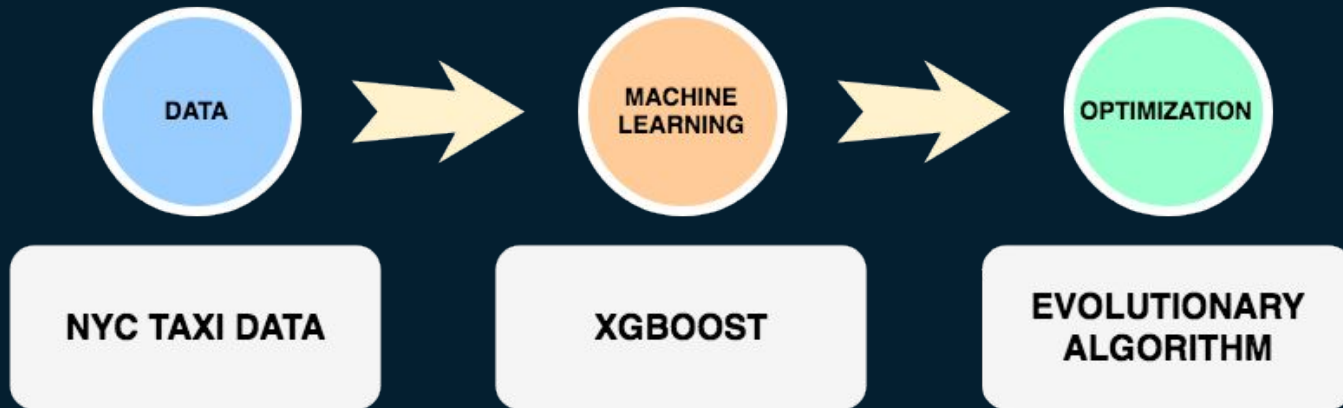 DATA
MACHINE
LEARNING
OPTIMIZATION
NYC TAXI DATA
XGBOOST
EVOLUTIONARY
ALGORITHM